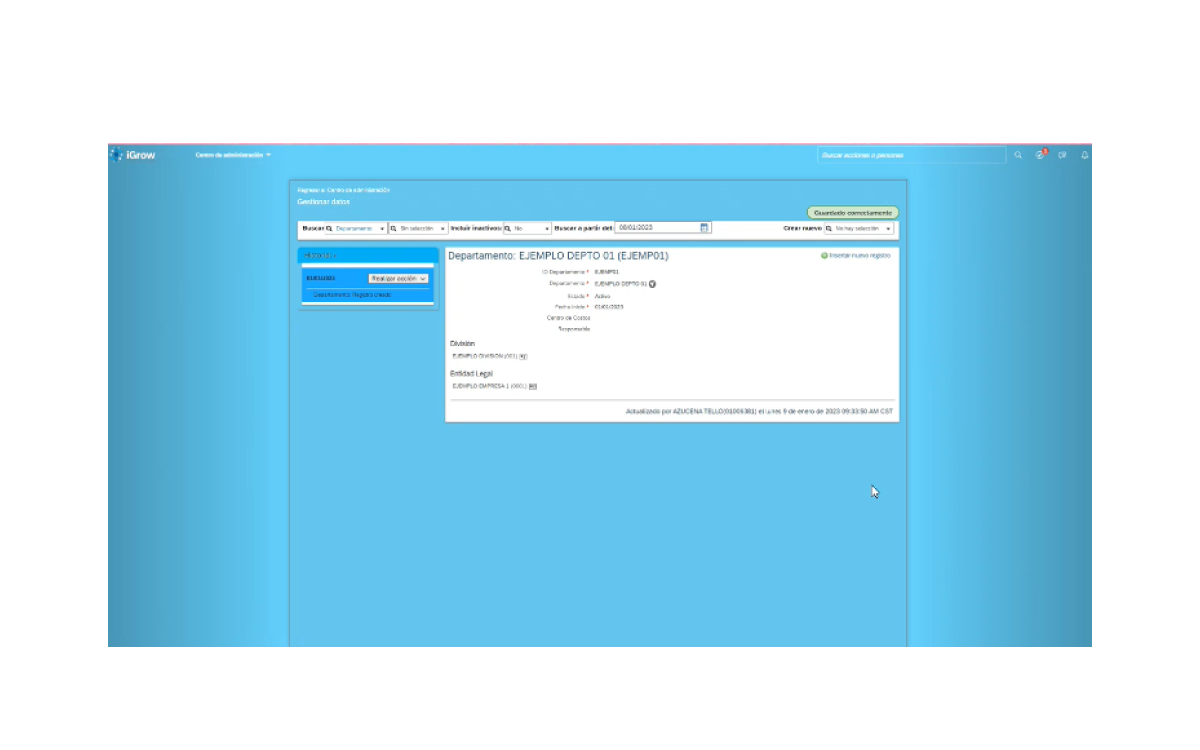 iGrow
Centro de administración
Buscar acciones o personas
Regresar a: Centro de administración
Gestionar datos
Guardado correctamente
Buscar Departamento Sin selección Incluir inactivos: No Buscar a partir del: Crear nuevo No hay selección
Historial
01/01/2023 Realizar acción
Departamento Registro creado
Departamento: EJEMPLO DEPTO 01 (EJEMP01)
Insertar nuevo registro
ID Departamento * EJEMP01
Departamento * EJEMPLO DEPTO 01
Estado * Activo
Fecha Inicio * 01/01/2023
Centro de Costos
Responsable
División
EJEMPLO DIVISION (001)
Entidad Legal
EJEMPLO EMPRESA 1 (0001)
Actualizado por AZUCENA TELLO(01006381) el lunes 9 de enero de 2023 09:33:50 AM CST